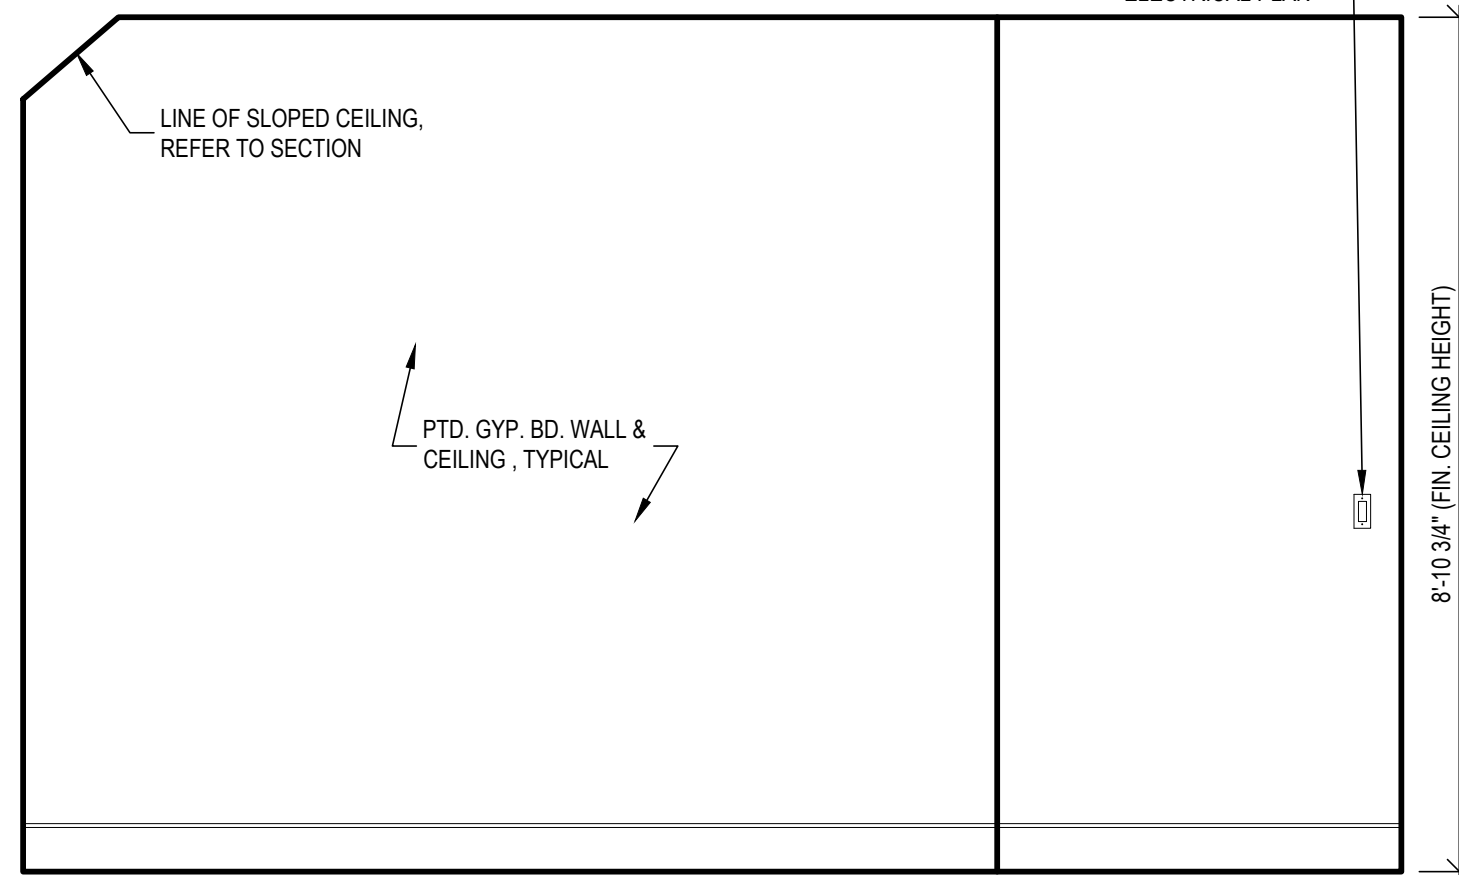 LINE OF SLOPED CEILING,
REFER TO SECTION
PTD. GYP. BD. WALL &
CEILING , TYPICAL
8'-10 3/4" (FIN. CEILING HEIGHT)